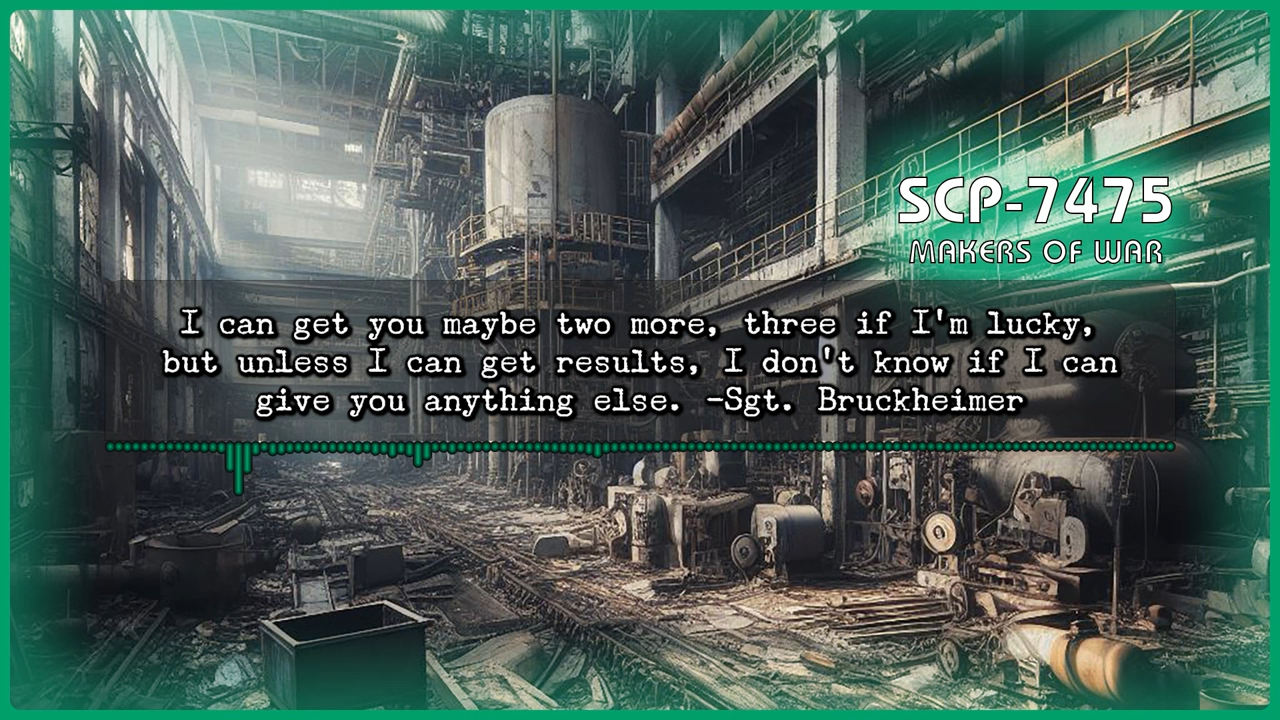 SCP-7475
MAKERS OF WAR
I can get you maybe two more, three if I'm lucky,
but unless I can get results, I don't know if I can
give you anything else. -Sgt. Bruckheimer